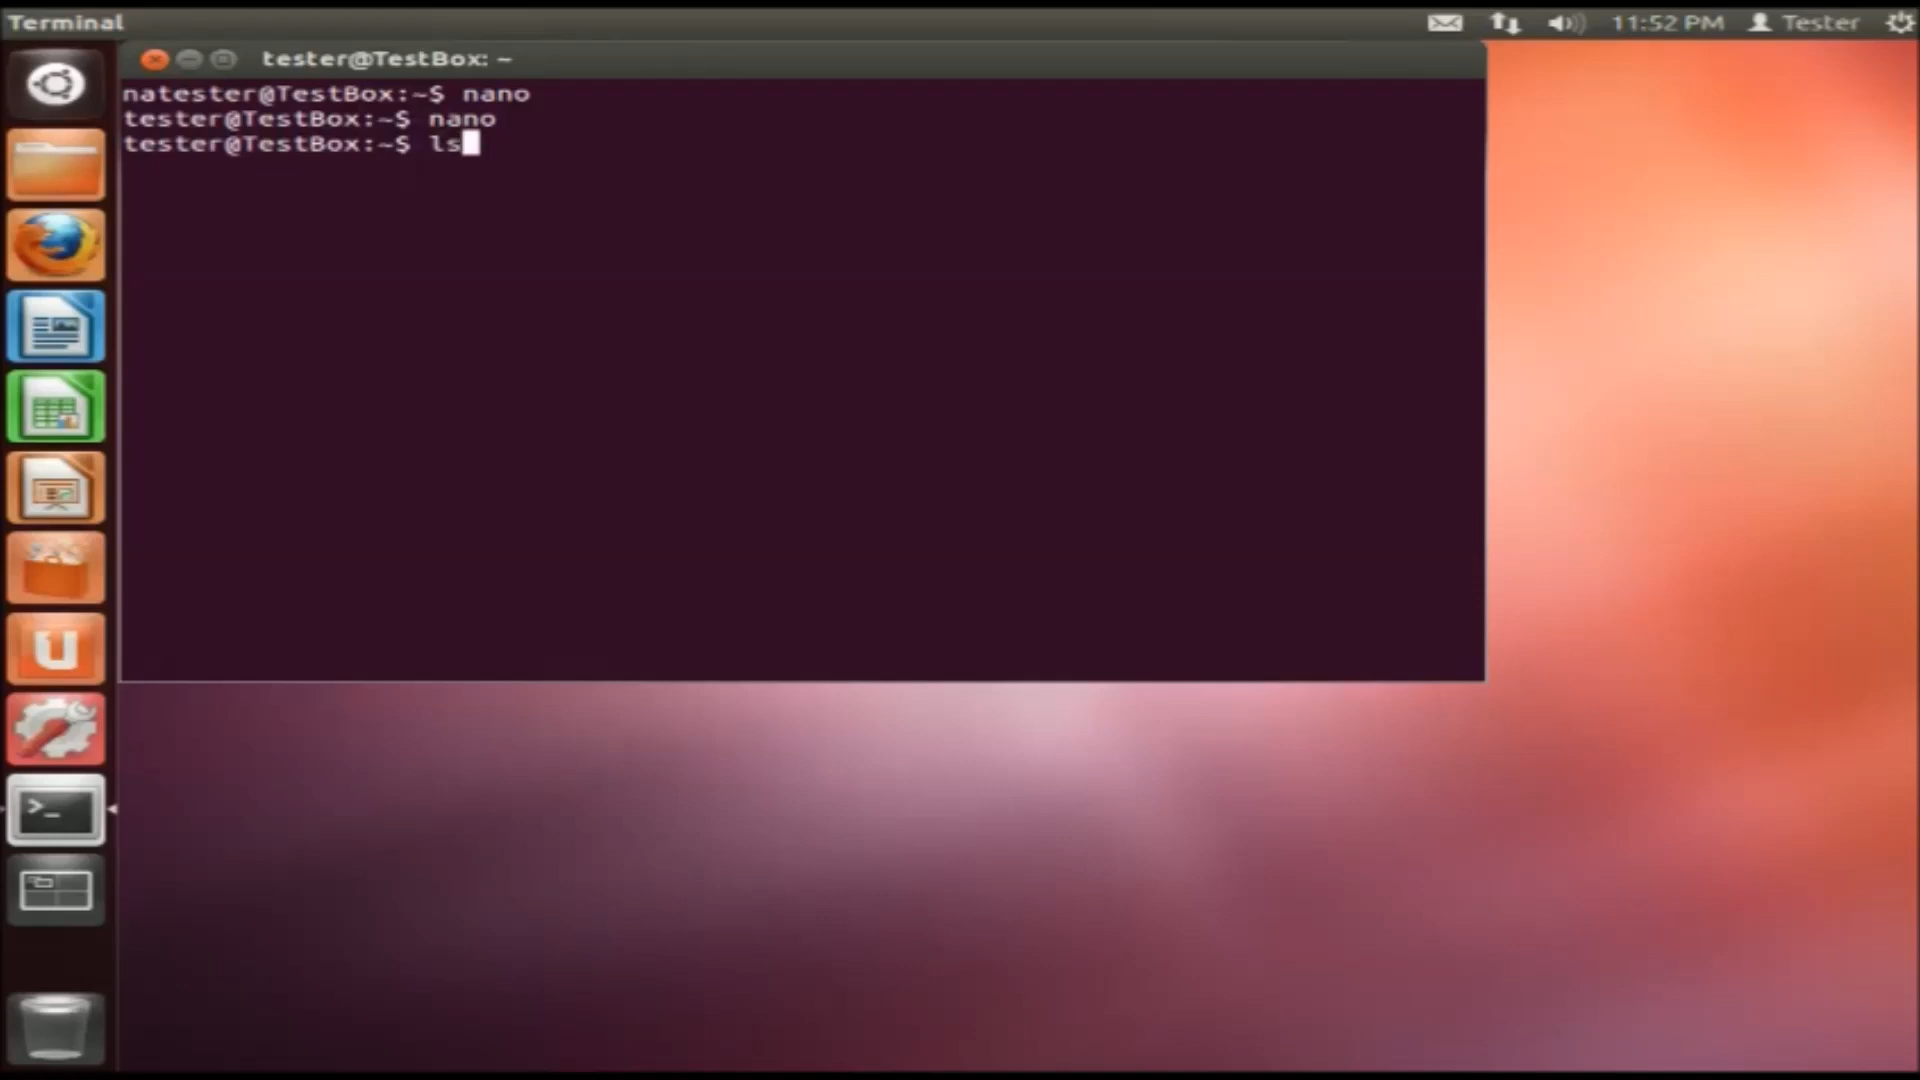 Terminal
11:52 PM Tester
tester@TestBox: ~
natester@TestBox:~$ nano
tester@TestBox:~$ nano
tester@TestBox:~$ ls
U
>_